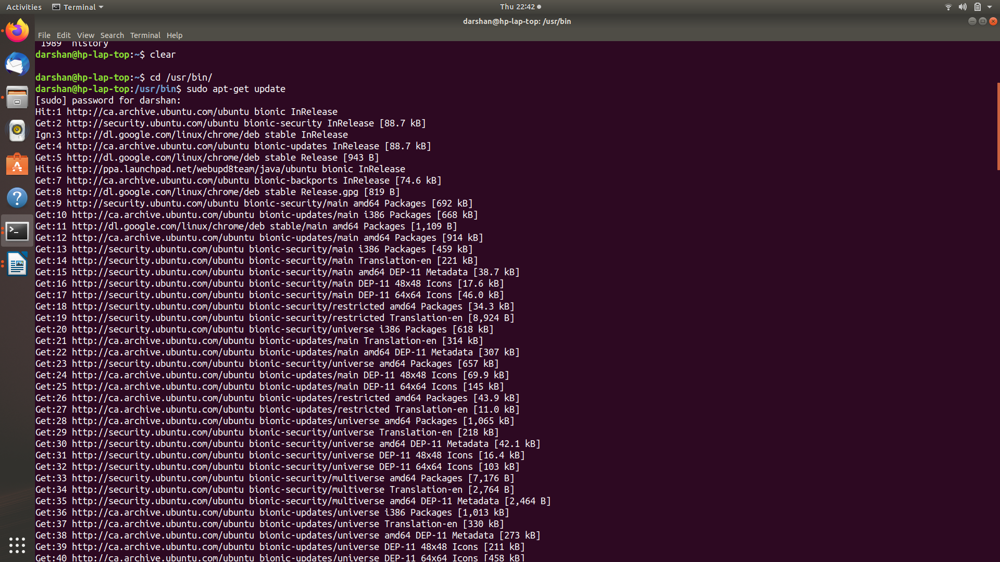 Activities Terminal Thu 22:42
darshan@hp-lap-top: /usr/bin
File Edit View Search Terminal Help
1989 history
darshan@hp-lap-top:~$ clear
darshan@hp-lap-top:~$ cd /usr/bin/
darshan@hp-lap-top:/usr/bin$ sudo apt-get update
[sudo] password for darshan:
Hit:1 http://ca.archive.ubuntu.com/ubuntu bionic InRelease
Get:2 http://security.ubuntu.com/ubuntu bionic-security InRelease [88.7 kB]
Ign:3 http://dl.google.com/linux/chrome/deb stable InRelease
Get:4 http://ca.archive.ubuntu.com/ubuntu bionic-updates InRelease [88.7 kB]
Get:5 http://dl.google.com/linux/chrome/deb stable Release [943 B]
Hit:6 http://ppa.launchpad.net/webupd8team/java/ubuntu bionic InRelease
Get:7 http://ca.archive.ubuntu.com/ubuntu bionic-backports InRelease [74.6 kB]
Get:8 http://dl.google.com/linux/chrome/deb stable Release.gpg [819 B]
Get:9 http://security.ubuntu.com/ubuntu bionic-security/main amd64 Packages [692 kB]
Get:10 http://ca.archive.ubuntu.com/ubuntu bionic-updates/main i386 Packages [668 kB]
Get:11 http://dl.google.com/linux/chrome/deb stable/main amd64 Packages [1,109 B]
Get:12 http://ca.archive.ubuntu.com/ubuntu bionic-updates/main amd64 Packages [914 kB]
Get:13 http://security.ubuntu.com/ubuntu bionic-security/main i386 Packages [459 kB]
Get:14 http://security.ubuntu.com/ubuntu bionic-security/main Translation-en [221 kB]
Get:15 http://security.ubuntu.com/ubuntu bionic-security/main amd64 DEP-11 Metadata [38.7 kB]
Get:16 http://security.ubuntu.com/ubuntu bionic-security/main DEP-11 48x48 Icons [17.6 kB]
Get:17 http://security.ubuntu.com/ubuntu bionic-security/main DEP-11 64x64 Icons [46.0 kB]
Get:18 http://security.ubuntu.com/ubuntu bionic-security/restricted amd64 Packages [34.3 kB]
Get:19 http://security.ubuntu.com/ubuntu bionic-security/restricted Translation-en [8,924 B]
Get:20 http://security.ubuntu.com/ubuntu bionic-security/universe i386 Packages [618 kB]
Get:21 http://ca.archive.ubuntu.com/ubuntu bionic-updates/main Translation-en [314 kB]
Get:22 http://ca.archive.ubuntu.com/ubuntu bionic-updates/main amd64 DEP-11 Metadata [307 kB]
Get:23 http://security.ubuntu.com/ubuntu bionic-security/universe amd64 Packages [657 kB]
Get:24 http://ca.archive.ubuntu.com/ubuntu bionic-updates/main DEP-11 48x48 Icons [69.9 kB]
Get:25 http://ca.archive.ubuntu.com/ubuntu bionic-updates/main DEP-11 64x64 Icons [145 kB]
Get:26 http://ca.archive.ubuntu.com/ubuntu bionic-updates/restricted amd64 Packages [43.9 kB]
Get:27 http://ca.archive.ubuntu.com/ubuntu bionic-updates/restricted Translation-en [11.0 kB]
Get:28 http://ca.archive.ubuntu.com/ubuntu bionic-updates/universe amd64 Packages [1,065 kB]
Get:29 http://security.ubuntu.com/ubuntu bionic-security/universe Translation-en [218 kB]
Get:30 http://security.ubuntu.com/ubuntu bionic-security/universe amd64 DEP-11 Metadata [42.1 kB]
Get:31 http://security.ubuntu.com/ubuntu bionic-security/universe DEP-11 48x48 Icons [16.4 kB]
Get:32 http://security.ubuntu.com/ubuntu bionic-security/universe DEP-11 64x64 Icons [103 kB]
Get:33 http://security.ubuntu.com/ubuntu bionic-security/multiverse amd64 Packages [7,176 B]
Get:34 http://security.ubuntu.com/ubuntu bionic-security/multiverse Translation-en [2,764 B]
Get:35 http://security.ubuntu.com/ubuntu bionic-security/multiverse amd64 DEP-11 Metadata [2,464 B]
Get:36 http://ca.archive.ubuntu.com/ubuntu bionic-updates/universe i386 Packages [1,013 kB]
Get:37 http://ca.archive.ubuntu.com/ubuntu bionic-updates/universe Translation-en [330 kB]
Get:38 http://ca.archive.ubuntu.com/ubuntu bionic-updates/universe amd64 DEP-11 Metadata [273 kB]
Get:39 http://ca.archive.ubuntu.com/ubuntu bionic-updates/universe DEP-11 48x48 Icons [211 kB]
Get:40 http://ca.archive.ubuntu.com/ubuntu bionic-updates/universe DEP-11 64x64 Icons [458 kB]